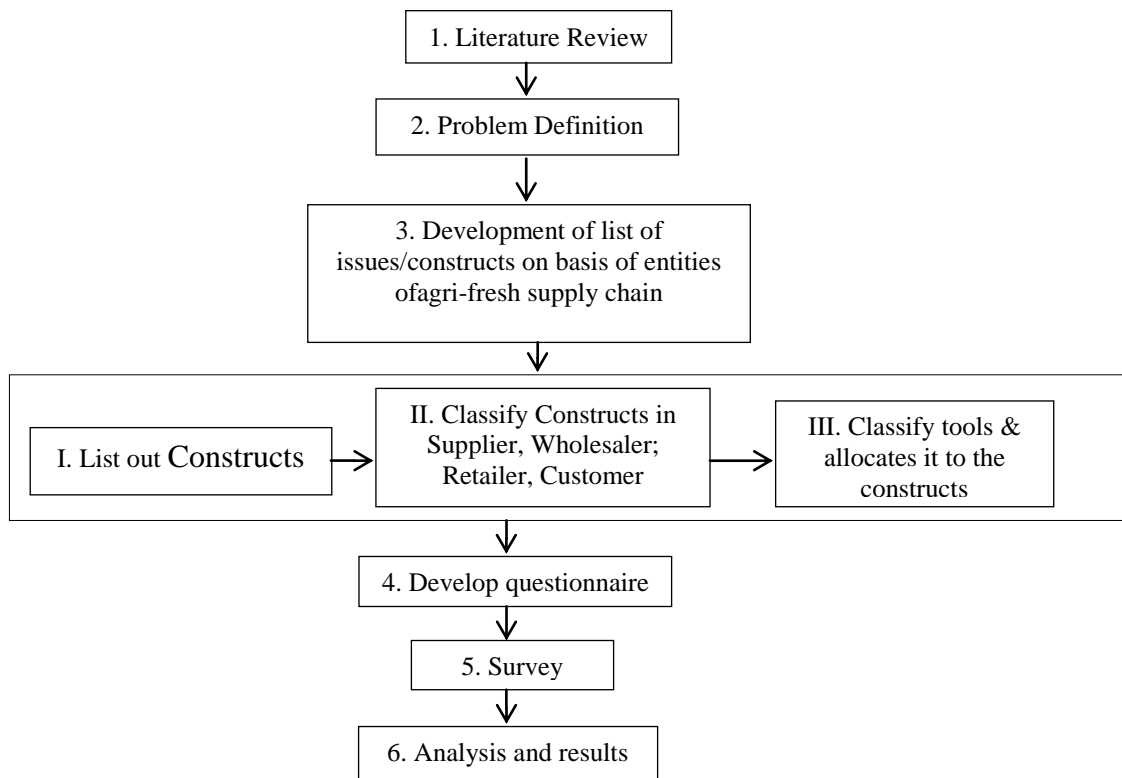 1. Literature Review
2. Problem Definition
3. Development of list of
issues/constructs on basis of entities
ofagri-fresh supply chain
I. List out Constructs
II. Classify Constructs in
Supplier, Wholesaler;
Retailer, Customer
III. Classify tools &
allocates it to the
constructs
4. Develop questionnaire
5. Survey
6. Analysis and results